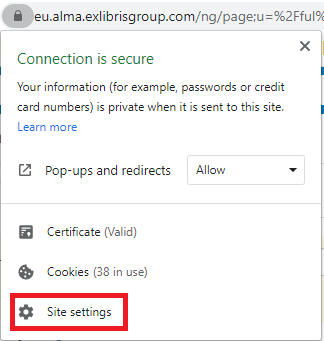 eu.alma.exlibrisgroup.com/ng/page;u=%2Fful%
Connection is secure
Your information (for example, passwords or credit
card numbers) is private when it is sent to this site.
Learn more
Pop-ups and redirects Allow
Certificate (Valid)
Cookies (38 in use)
Site settings